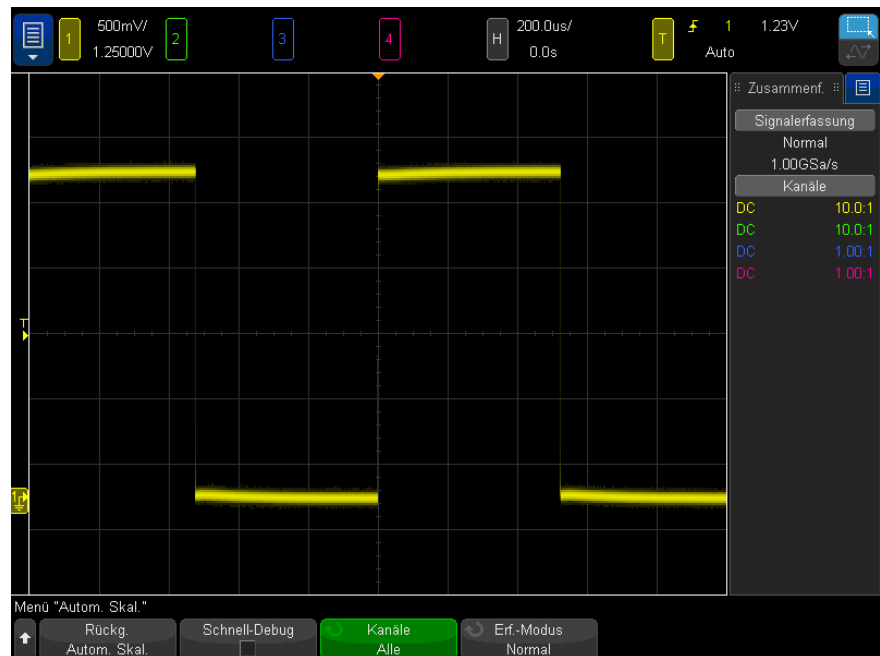 1 500mV/ 2 3 4 H 200.0us/ T 1 1.23V
1.25000V 0.0s Auto
Zusammenf.
Signalerfassung
Normal
1.00GSa/s
Kanäle
DC 10.0:1
DC 10.0:1
DC 1.00:1
DC 1.00:1
T
1
Menü "Autom. Skal."
Rückg. Schnell-Debug Kanäle Erf.-Modus
Autom. Skal. Alle Normal